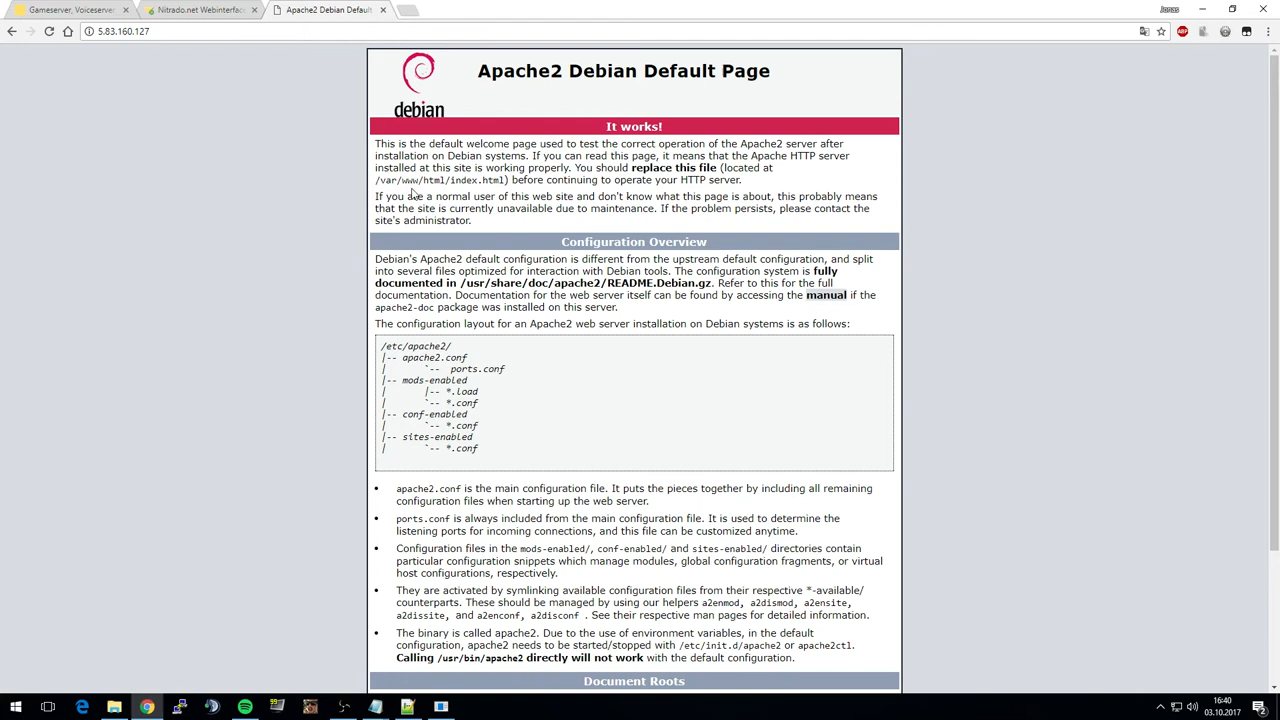 Gameserver, Voiceserver
Nitrado.net Webinterface
Apache2 Debian Default
Jonas
5.83.160.127
ABP
debian
Apache2 Debian Default Page
It works!
This is the default welcome page used to test the correct operation of the Apache2 server after
installation on Debian systems. If you can read this page, it means that the Apache HTTP server
installed at this site is working properly. You should replace this file (located at
/var/www/html/index.html) before continuing to operate your HTTP server.
If you are a normal user of this web site and don't know what this page is about, this probably means
that the site is currently unavailable due to maintenance. If the problem persists, please contact the
site's administrator.
Configuration Overview
Debian's Apache2 default configuration is different from the upstream default configuration, and split
into several files optimized for interaction with Debian tools. The configuration system is fully
documented in /usr/share/doc/apache2/README.Debian.gz. Refer to this for the full
documentation. Documentation for the web server itself can be found by accessing the manual if the
apache2-doc package was installed on this server.
The configuration layout for an Apache2 web server installation on Debian systems is as follows:
/etc/apache2/
|-- apache2.conf
|       `--  ports.conf
|-- mods-enabled
|       |-- *.load
|       `-- *.conf
|-- conf-enabled
|       `-- *.conf
|-- sites-enabled
|       `-- *.conf
• apache2.conf is the main configuration file. It puts the pieces together by including all remaining
configuration files when starting up the web server.
• ports.conf is always included from the main configuration file. It is used to determine the
listening ports for incoming connections, and this file can be customized anytime.
• Configuration files in the mods-enabled/, conf-enabled/ and sites-enabled/ directories contain
particular configuration snippets which manage modules, global configuration fragments, or virtual
host configurations, respectively.
• They are activated by symlinking available configuration files from their respective *-available/
counterparts. These should be managed by using our helpers a2enmod, a2dismod, a2ensite,
a2dissite, and a2enconf, a2disconf . See their respective man pages for detailed information.
• The binary is called apache2. Due to the use of environment variables, in the default
configuration, apache2 needs to be started/stopped with /etc/init.d/apache2 or apache2ctl.
Calling /usr/bin/apache2 directly will not work with the default configuration.
Document Roots
16:40
03.10.2017
2